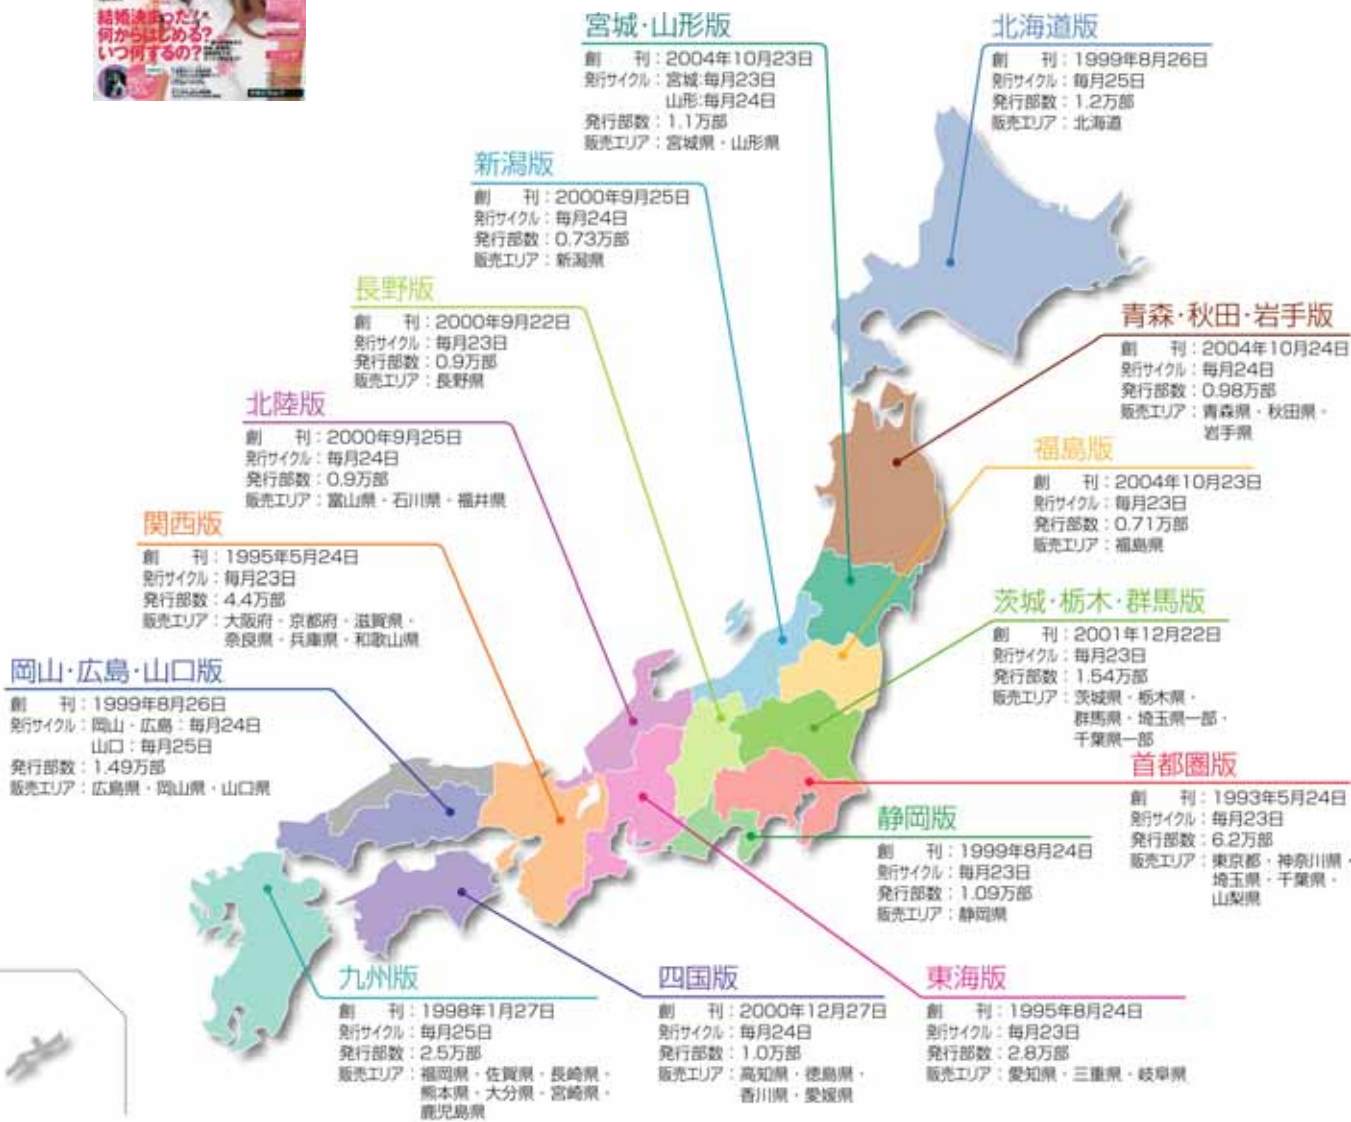 結婚決まった!
何からはじめる?
いつ何するの?
宮城・山形版
創　刊：2004年10月23日
発行サイクル：宮城：毎月23日
山形：毎月24日
発行部数：1.1万部
販売エリア：宮城県・山形県
北海道版
創　刊：1999年8月26日
発行サイクル：毎月25日
発行部数：1.2万部
販売エリア：北海道
新潟版
創　刊：2000年9月25日
発行サイクル：毎月24日
発行部数：0.73万部
販売エリア：新潟県
長野版
創　刊：2000年9月22日
発行サイクル：毎月23日
発行部数：0.9万部
販売エリア：長野県
青森・秋田・岩手版
創　刊：2004年10月24日
発行サイクル：毎月24日
発行部数：0.98万部
販売エリア：青森県・秋田県・
岩手県
北陸版
創　刊：2000年9月25日
発行サイクル：毎月24日
発行部数：0.9万部
販売エリア：富山県・石川県・福井県
福島版
創　刊：2004年10月23日
発行サイクル：毎月23日
発行部数：0.71万部
販売エリア：福島県
関西版
創　刊：1995年5月24日
発行サイクル：毎月23日
発行部数：4.4万部
販売エリア：大阪府・京都府・滋賀県・
奈良県・兵庫県・和歌山県
茨城・栃木・群馬版
創　刊：2001年12月22日
発行サイクル：毎月23日
発行部数：1.54万部
販売エリア：茨城県・栃木県・
群馬県・埼玉県一部・
千葉県一部
岡山・広島・山口版
創　刊：1999年8月26日
発行サイクル：岡山・広島：毎月24日
山口：毎月25日
発行部数：1.49万部
販売エリア：広島県・岡山県・山口県
首都圏版
創　刊：1993年5月24日
発行サイクル：毎月23日
発行部数：6.2万部
販売エリア：東京都・神奈川県・
埼玉県・千葉県・
山梨県
静岡版
創　刊：1999年8月24日
発行サイクル：毎月23日
発行部数：1.09万部
販売エリア：静岡県
九州版
創　刊：1998年1月27日
発行サイクル：毎月25日
発行部数：2.5万部
販売エリア：福岡県・佐賀県・長崎県・
熊本県・大分県・宮崎県・
鹿児島県
四国版
創　刊：2000年12月27日
発行サイクル：毎月24日
発行部数：1.0万部
販売エリア：高知県・徳島県・
香川県・愛媛県
東海版
創　刊：1995年8月24日
発行サイクル：毎月23日
発行部数：2.8万部
販売エリア：愛知県・三重県・岐阜県